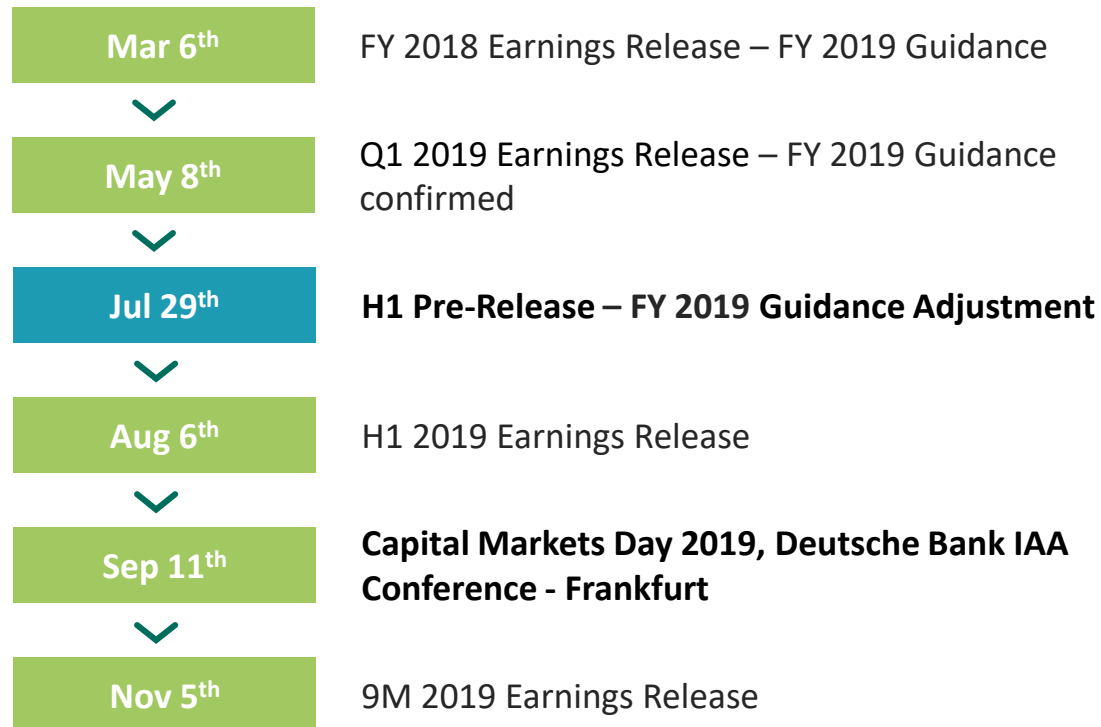 Mar 6th
FY 2018 Earnings Release – FY 2019 Guidance
May 8th
Q1 2019 Earnings Release – FY 2019 Guidance
confirmed
Jul 29th
H1 Pre-Release – FY 2019 Guidance Adjustment
Aug 6th
H1 2019 Earnings Release
Sep 11th
Capital Markets Day 2019, Deutsche Bank IAA
Conference - Frankfurt
Nov 5th
9M 2019 Earnings Release